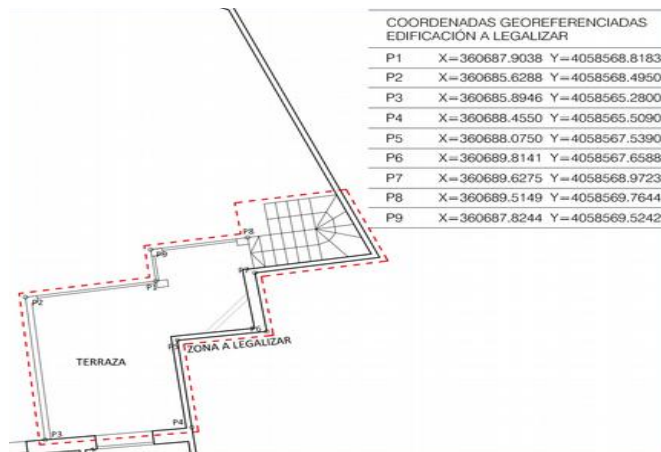 COORDENADAS GEOREFERENCIADAS
EDIFICACIÓN A LEGALIZAR
P1 X=360687.9038 Y=4058568.8183
P2 X=360685.6288 Y=4058568.4950
P3 X=360685.8946 Y=4058565.2800
P4 X=360688.4550 Y=4058565.5090
P5 X=360688.0750 Y=4058567.5390
P6 X=360689.8141 Y=4058567.6588
P7 X=360689.6275 Y=4058568.9723
P8 X=360689.5149 Y=4058569.7644
P9 X=360687.8244 Y=4058569.5242
P8
P9
P7
P1
P2
P6
P5
ZONA A LEGALIZAR
TERRAZA
P4
P3